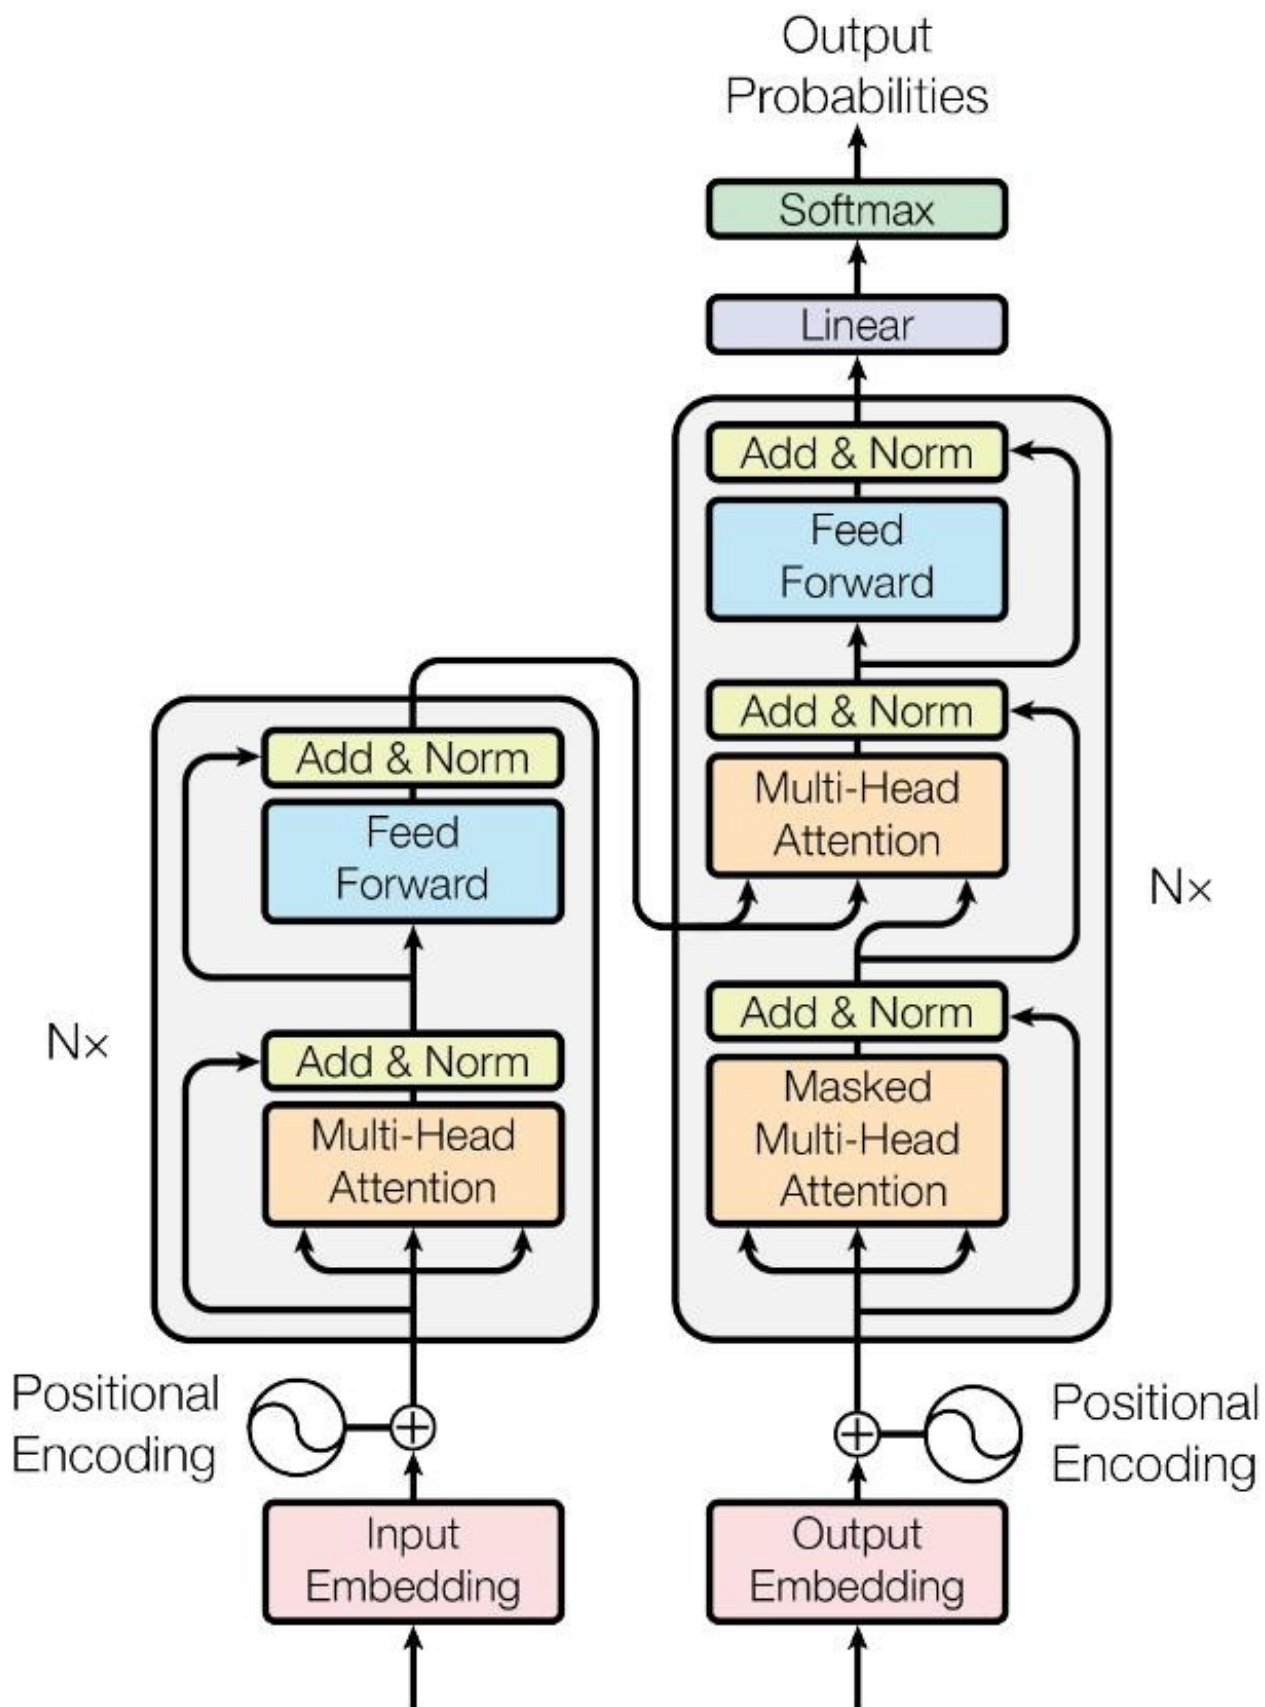 Output
Probabilities
Softmax
Linear
Add & Norm
Feed
Forward
Add & Norm
Multi-Head
Attention
Add & Norm
Masked
Multi-Head
Attention
Nx
Add & Norm
Feed
Forward
Add & Norm
Multi-Head
Attention
N×
Positional
Encoding
Positional
Encoding
Input
Embedding
Output
Embedding